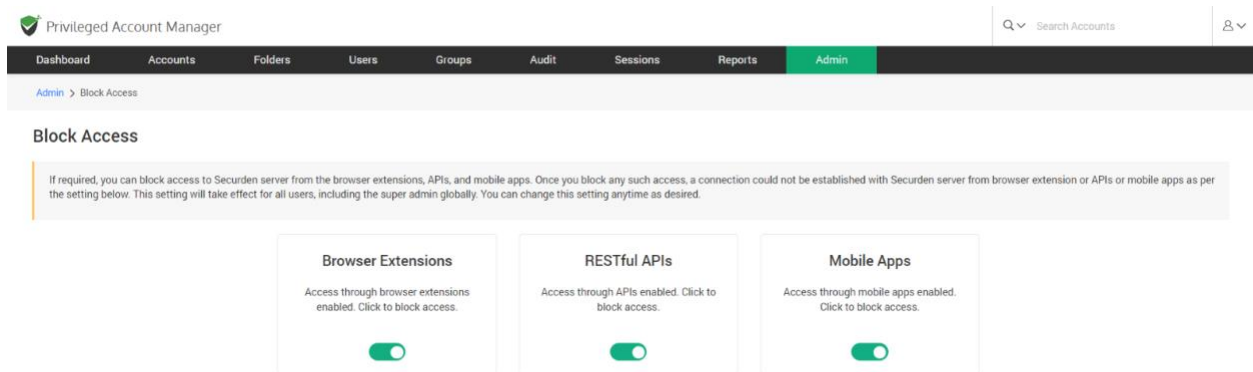 Privileged Account Manager
Search Accounts
Dashboard Accounts Folders Users Groups Audit Sessions Reports Admin
Admin > Block Access
Block Access
If required, you can block access to Securden server from the browser extensions, APIs, and mobile apps. Once you block any such access, a connection could not be established with Securden server from browser extension or APIs or mobile apps as per
the setting below. This setting will take effect for all users, including the super admin globally. You can change this setting anytime as desired.
Browser Extensions
Access through browser extensions
enabled. Click to block access.
RESTful APIs
Access through APIs enabled. Click to
block access.
Mobile Apps
Access through mobile apps enabled.
Click to block access.